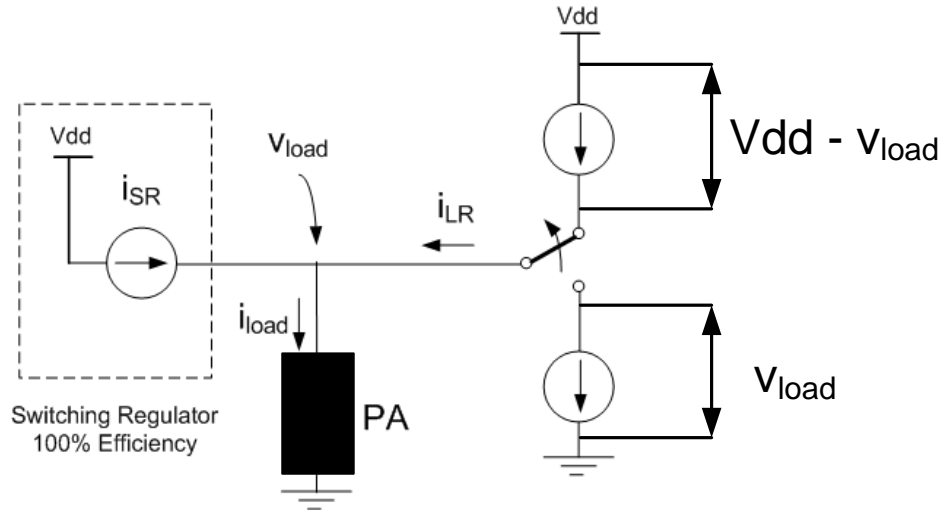 Vdd
Vdd - vload
Vdd
vload
iSR
iLR
iload
PA
vload
Switching Regulator
100% Efficiency